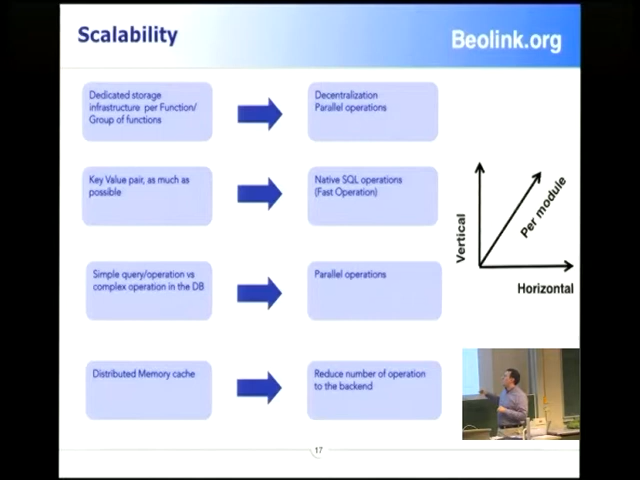 Scalability
Beolink.org
Dedicated storage
infrastructure per Function/
Group of functions
Decentralization
Parallel operations
Key Value pair, as much as
possible
Native SQL operations
(Fast Operation)
Simple query/operation vs
complex operation in the DB
Parallel operations
Distributed Memory cache
Reduce number of operation
to the backend
Vertical
Per module
Horizontal
17